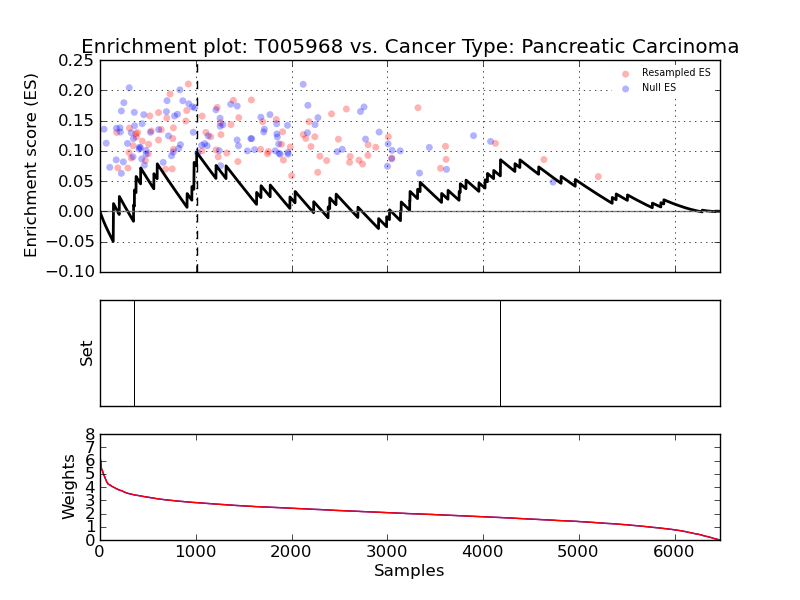 Enrichment plot: T005968 vs. Cancer Type: Pancreatic Carcinoma
Enrichment score (ES)
0.25
0.20
0.15
0.10
0.05
0.00
−0.05
−0.10
Resampled ES
Null ES
Set
Weights
8
7
6
5
4
3
2
1
0
0 1000 2000 3000 4000 5000 6000
Samples